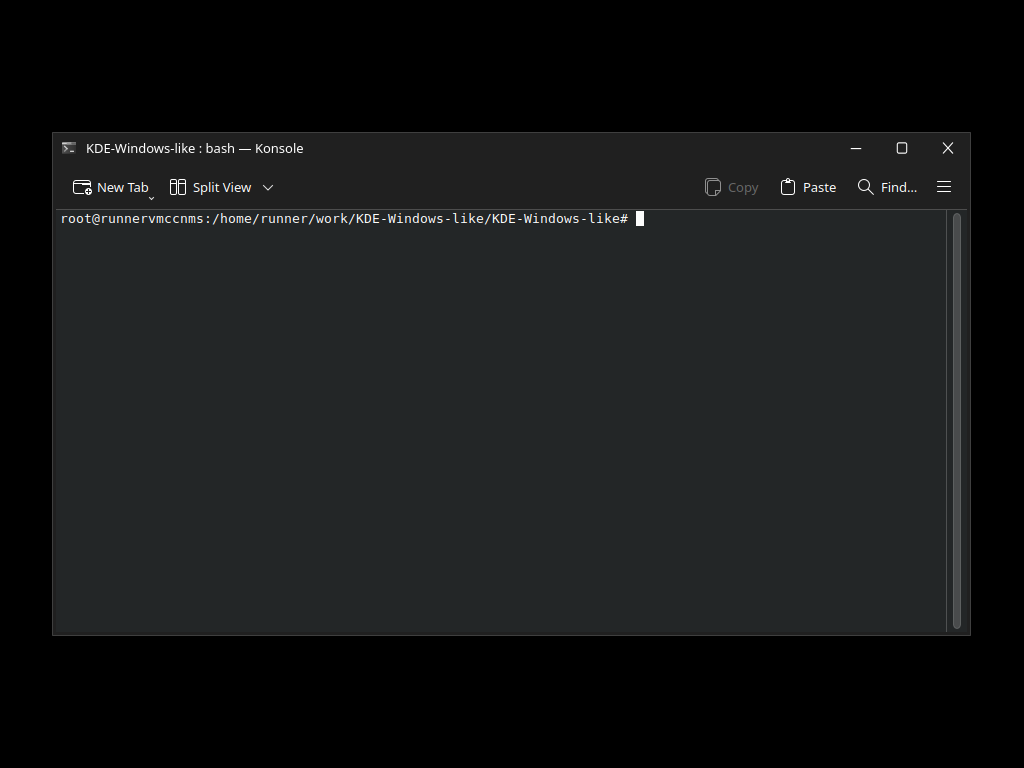 KDE-Windows-like : bash — Konsole
New Tab Split View Copy Paste Find...
root@runnervmccnms:/home/runner/work/KDE-Windows-like/KDE-Windows-like#